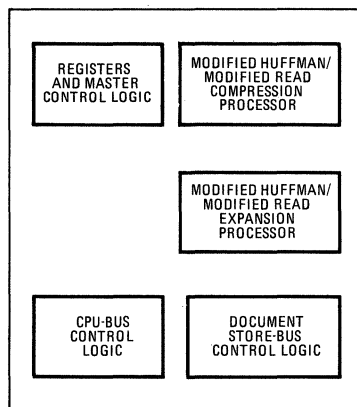 REGISTERS
AND MASTER
CONTROL LOGIC
MODIFIED HUFFMAN/
MODIFIED READ
COMPRESSION
PROCESSOR
MODIFIED HUFFMAN/
MODIFIED READ
EXPANSION
PROCESSOR
CPU-BUS
CONTROL
LOGIC
DOCUMENT
STORE-BUS
CONTROL LOGIC